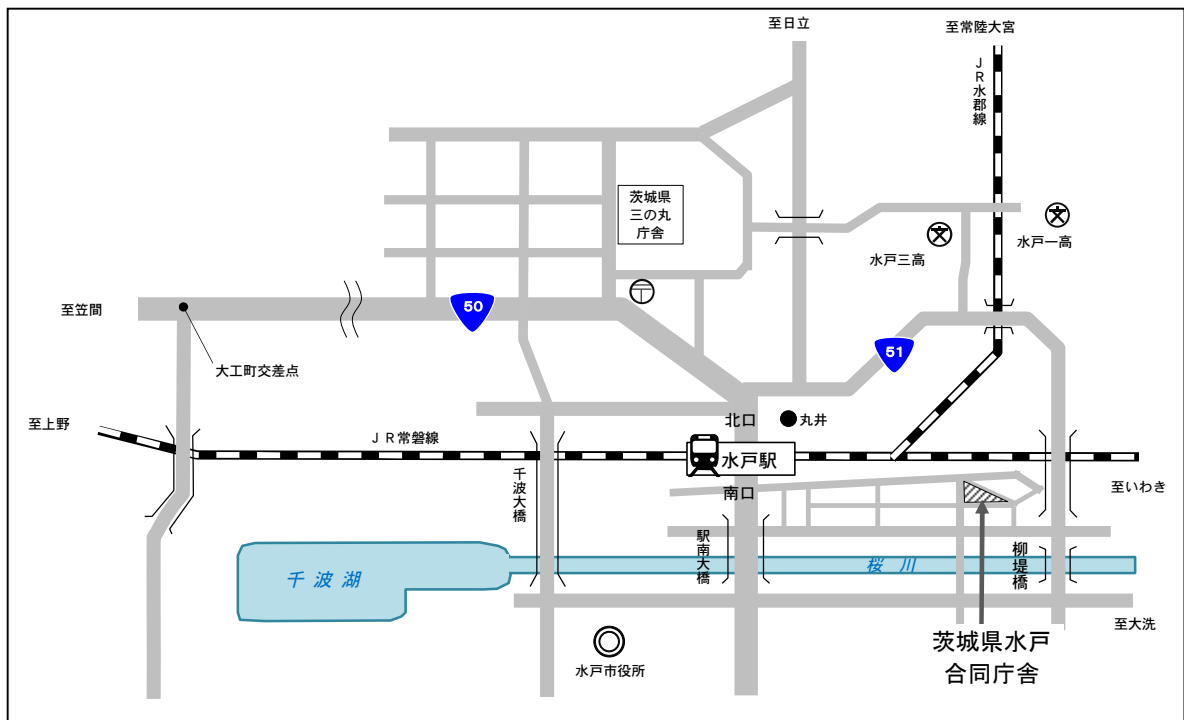 至日立
至常陸大宮
JR水郡線
茨城県
三の丸
庁舎
水戸三高
水戸一高
至笠間
50
大工町交差点
51
至上野
JR常磐線
北口
丸井
水戸駅
南口
至いわき
千波大橋
駅南大橋
柳堤橋
千波湖
桜川
至大洗
水戸市役所
茨城県水戸
合同庁舎